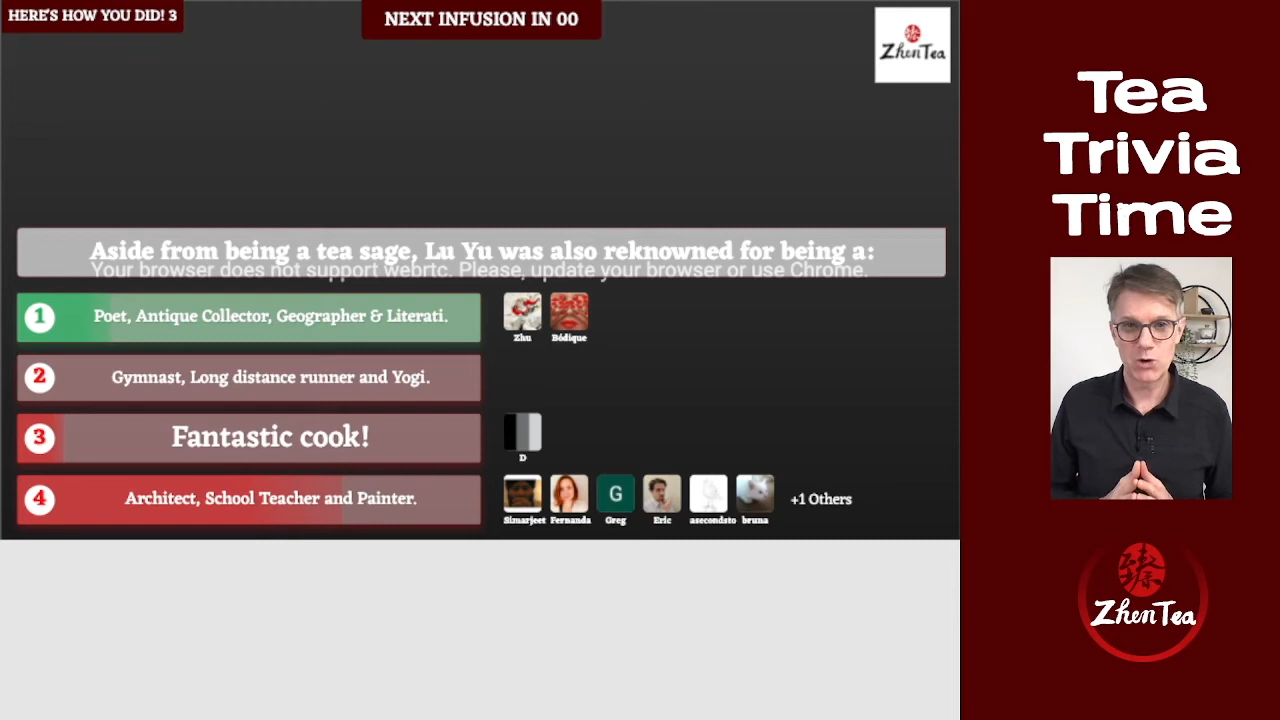 HERE'S HOW YOU DID! 3
NEXT INFUSION IN 00
ZhenTea
Aside from being a tea sage, Lu Yu was also reknowned for being a:
Your browser does not support webrtc. Please, update your browser or use Chrome.
1 Poet, Antique Collector, Geographer & Literati.
Zhu Bódique
2 Gymnast, Long distance runner and Yogi.
3 Fantastic cook!
D
4 Architect, School Teacher and Painter.
G
+1 Others
Simarjeet Fernanda Greg Eric asecondsto bruna
Tea
Trivia
Time
臻
ZhenTea